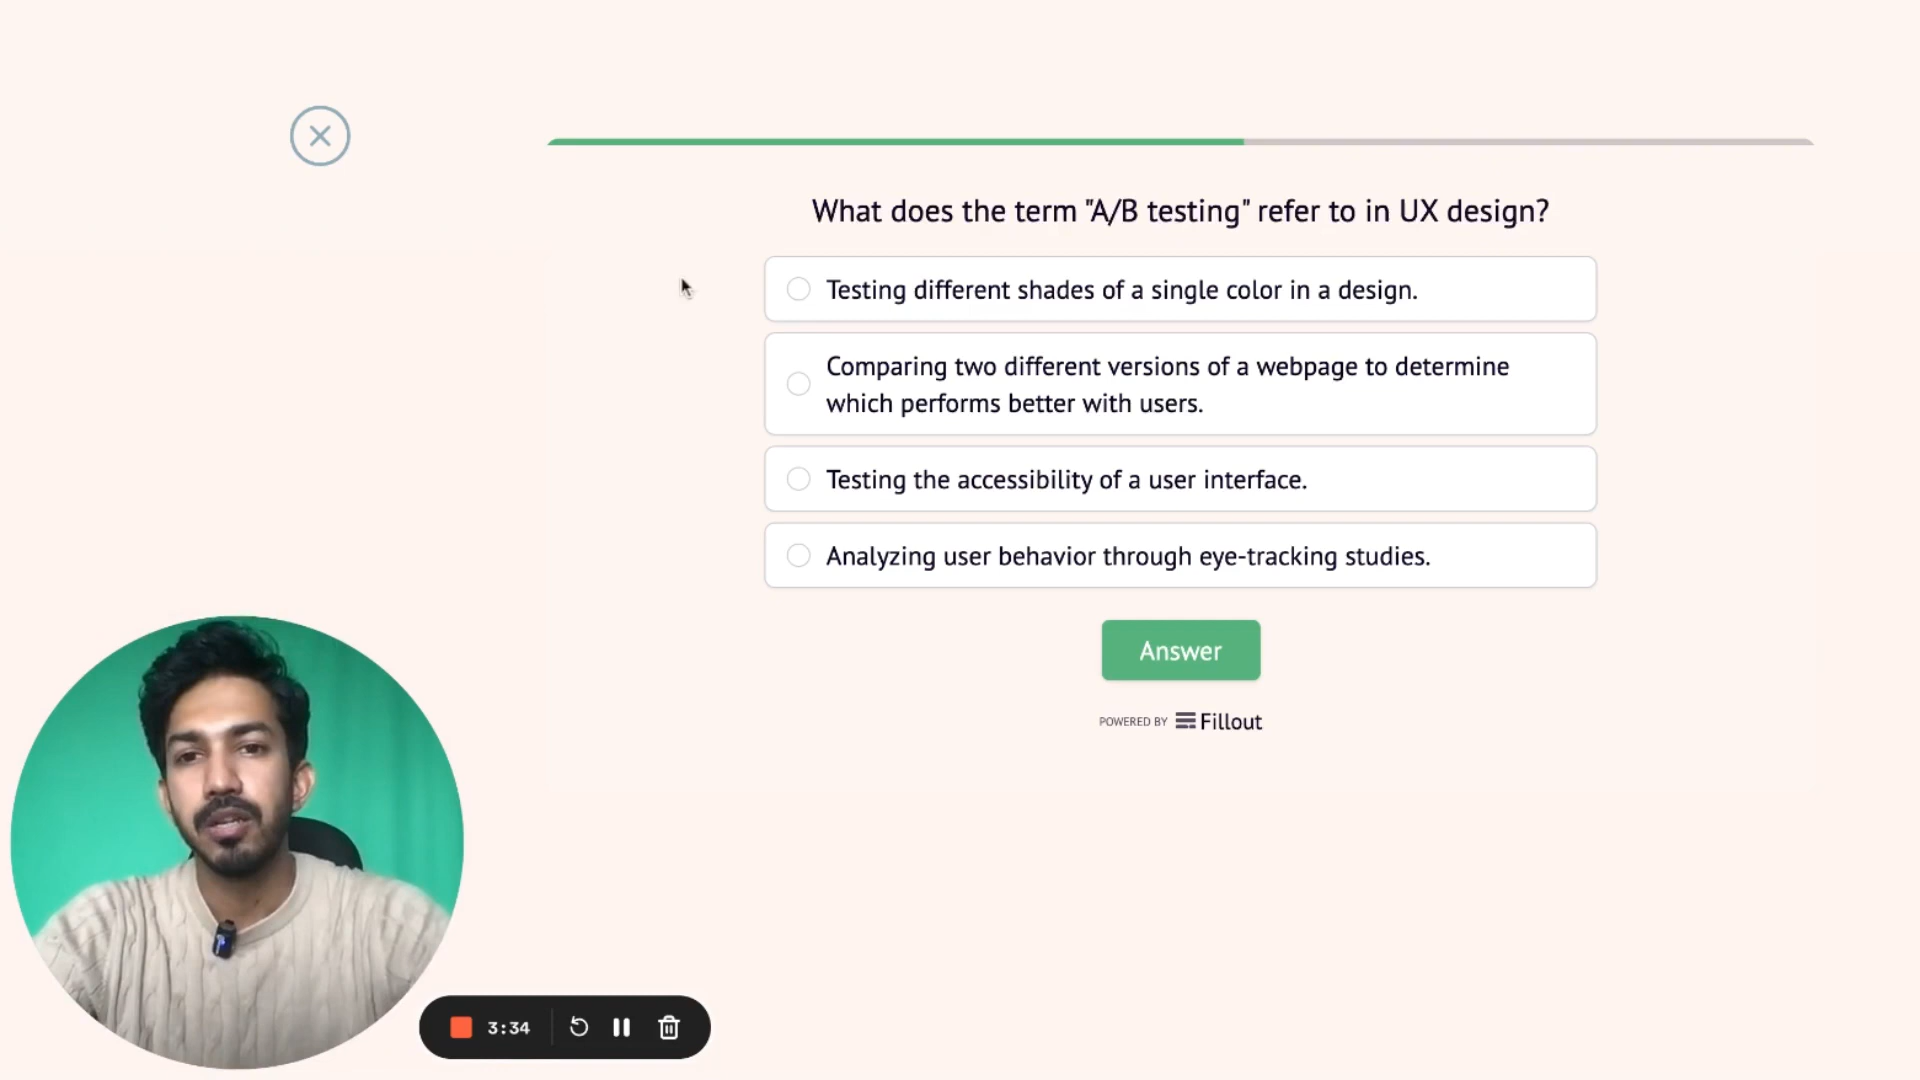 What does the term "A/B testing" refer to in UX design?
Testing different shades of a single color in a design.
Comparing two different versions of a webpage to determine
which performs better with users.
Testing the accessibility of a user interface.
Analyzing user behavior through eye-tracking studies.
Answer
POWERED BY Fillout
3:34